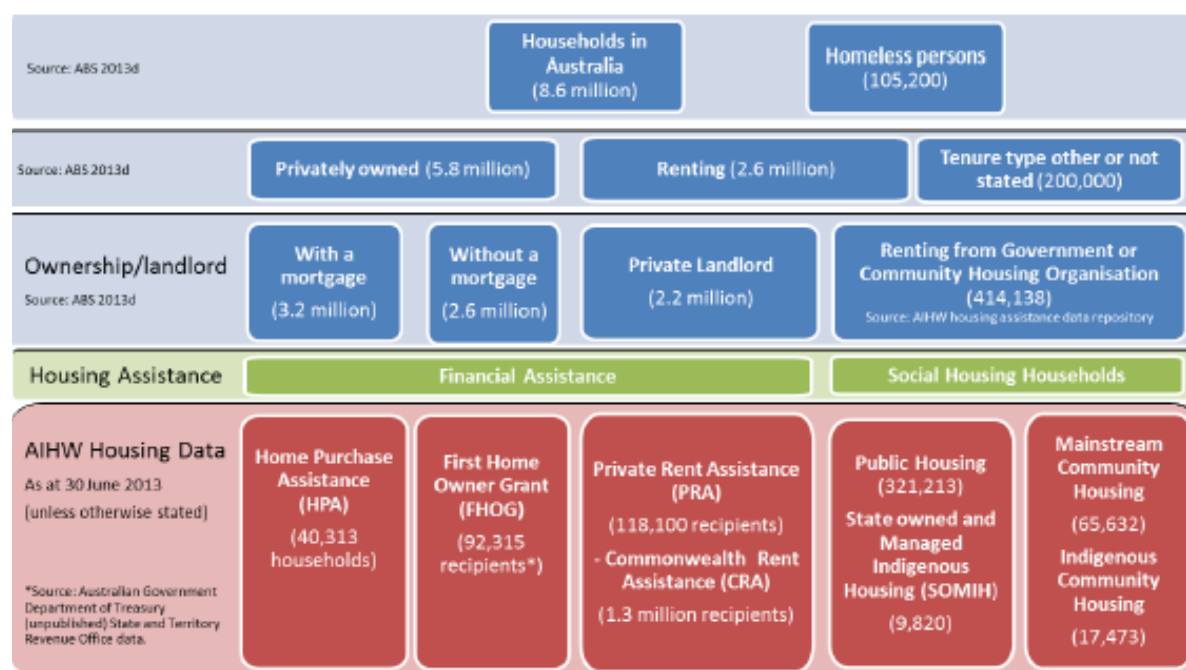 Source: ABS 2013d
Households in
Australia
(8.6 million)
Homeless persons
(105,200)
Source: ABS 2013d
Privately owned (5.8 million)
Renting (2.6 million)
Tenure type other or not
stated (200,000)
Ownership/landlord
Source: ABS 2013d
With a
mortgage
(3.2 million)
Without a
mortgage
(2.6 million)
Private Landlord
(2.2 million)
Renting from Government or
Community Housing Organisation
(414,138)
Source: AIHW housing assistance data repository
Housing Assistance
Financial Assistance
Social Housing Households
AIHW Housing Data
As at 30 June 2013
(unless otherwise stated)
*Source: Australian Government
Department of Treasury
(unpublished) State and Territory
Revenue Office data.
Home Purchase
Assistance
(HPA)
(40,313
households)
First Home
Owner Grant
(FHOG)
(92,315
recipients*)
Private Rent Assistance
(PRA)
(118,100 recipients)
- Commonwealth Rent
Assistance (CRA)
(1.3 million recipients)
Public Housing
(321,213)
State owned and
Managed
Indigenous
Housing (SOMIH)
(9,820)
Mainstream
Community
Housing
(65,632)
Indigenous
Community
Housing
(17,473)